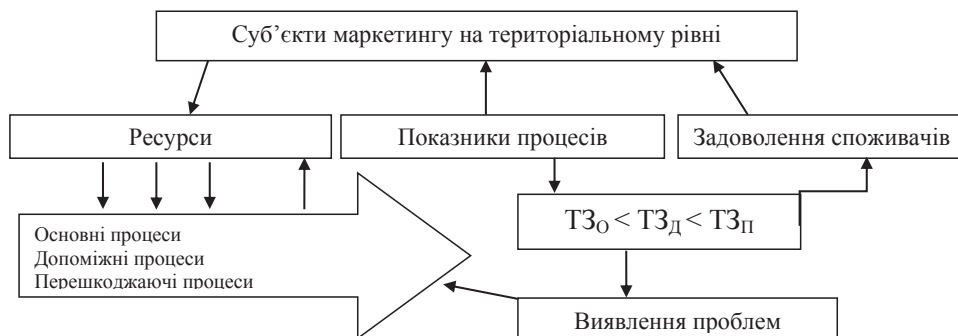 Суб’єкти маркетингу на територіальному рівні
Ресурси
Показники процесів
Задоволення споживачів
ТЗО < ТЗД < ТЗП
Основні процеси
Допоміжні процеси
Перешкоджаючі процеси
Виявлення проблем